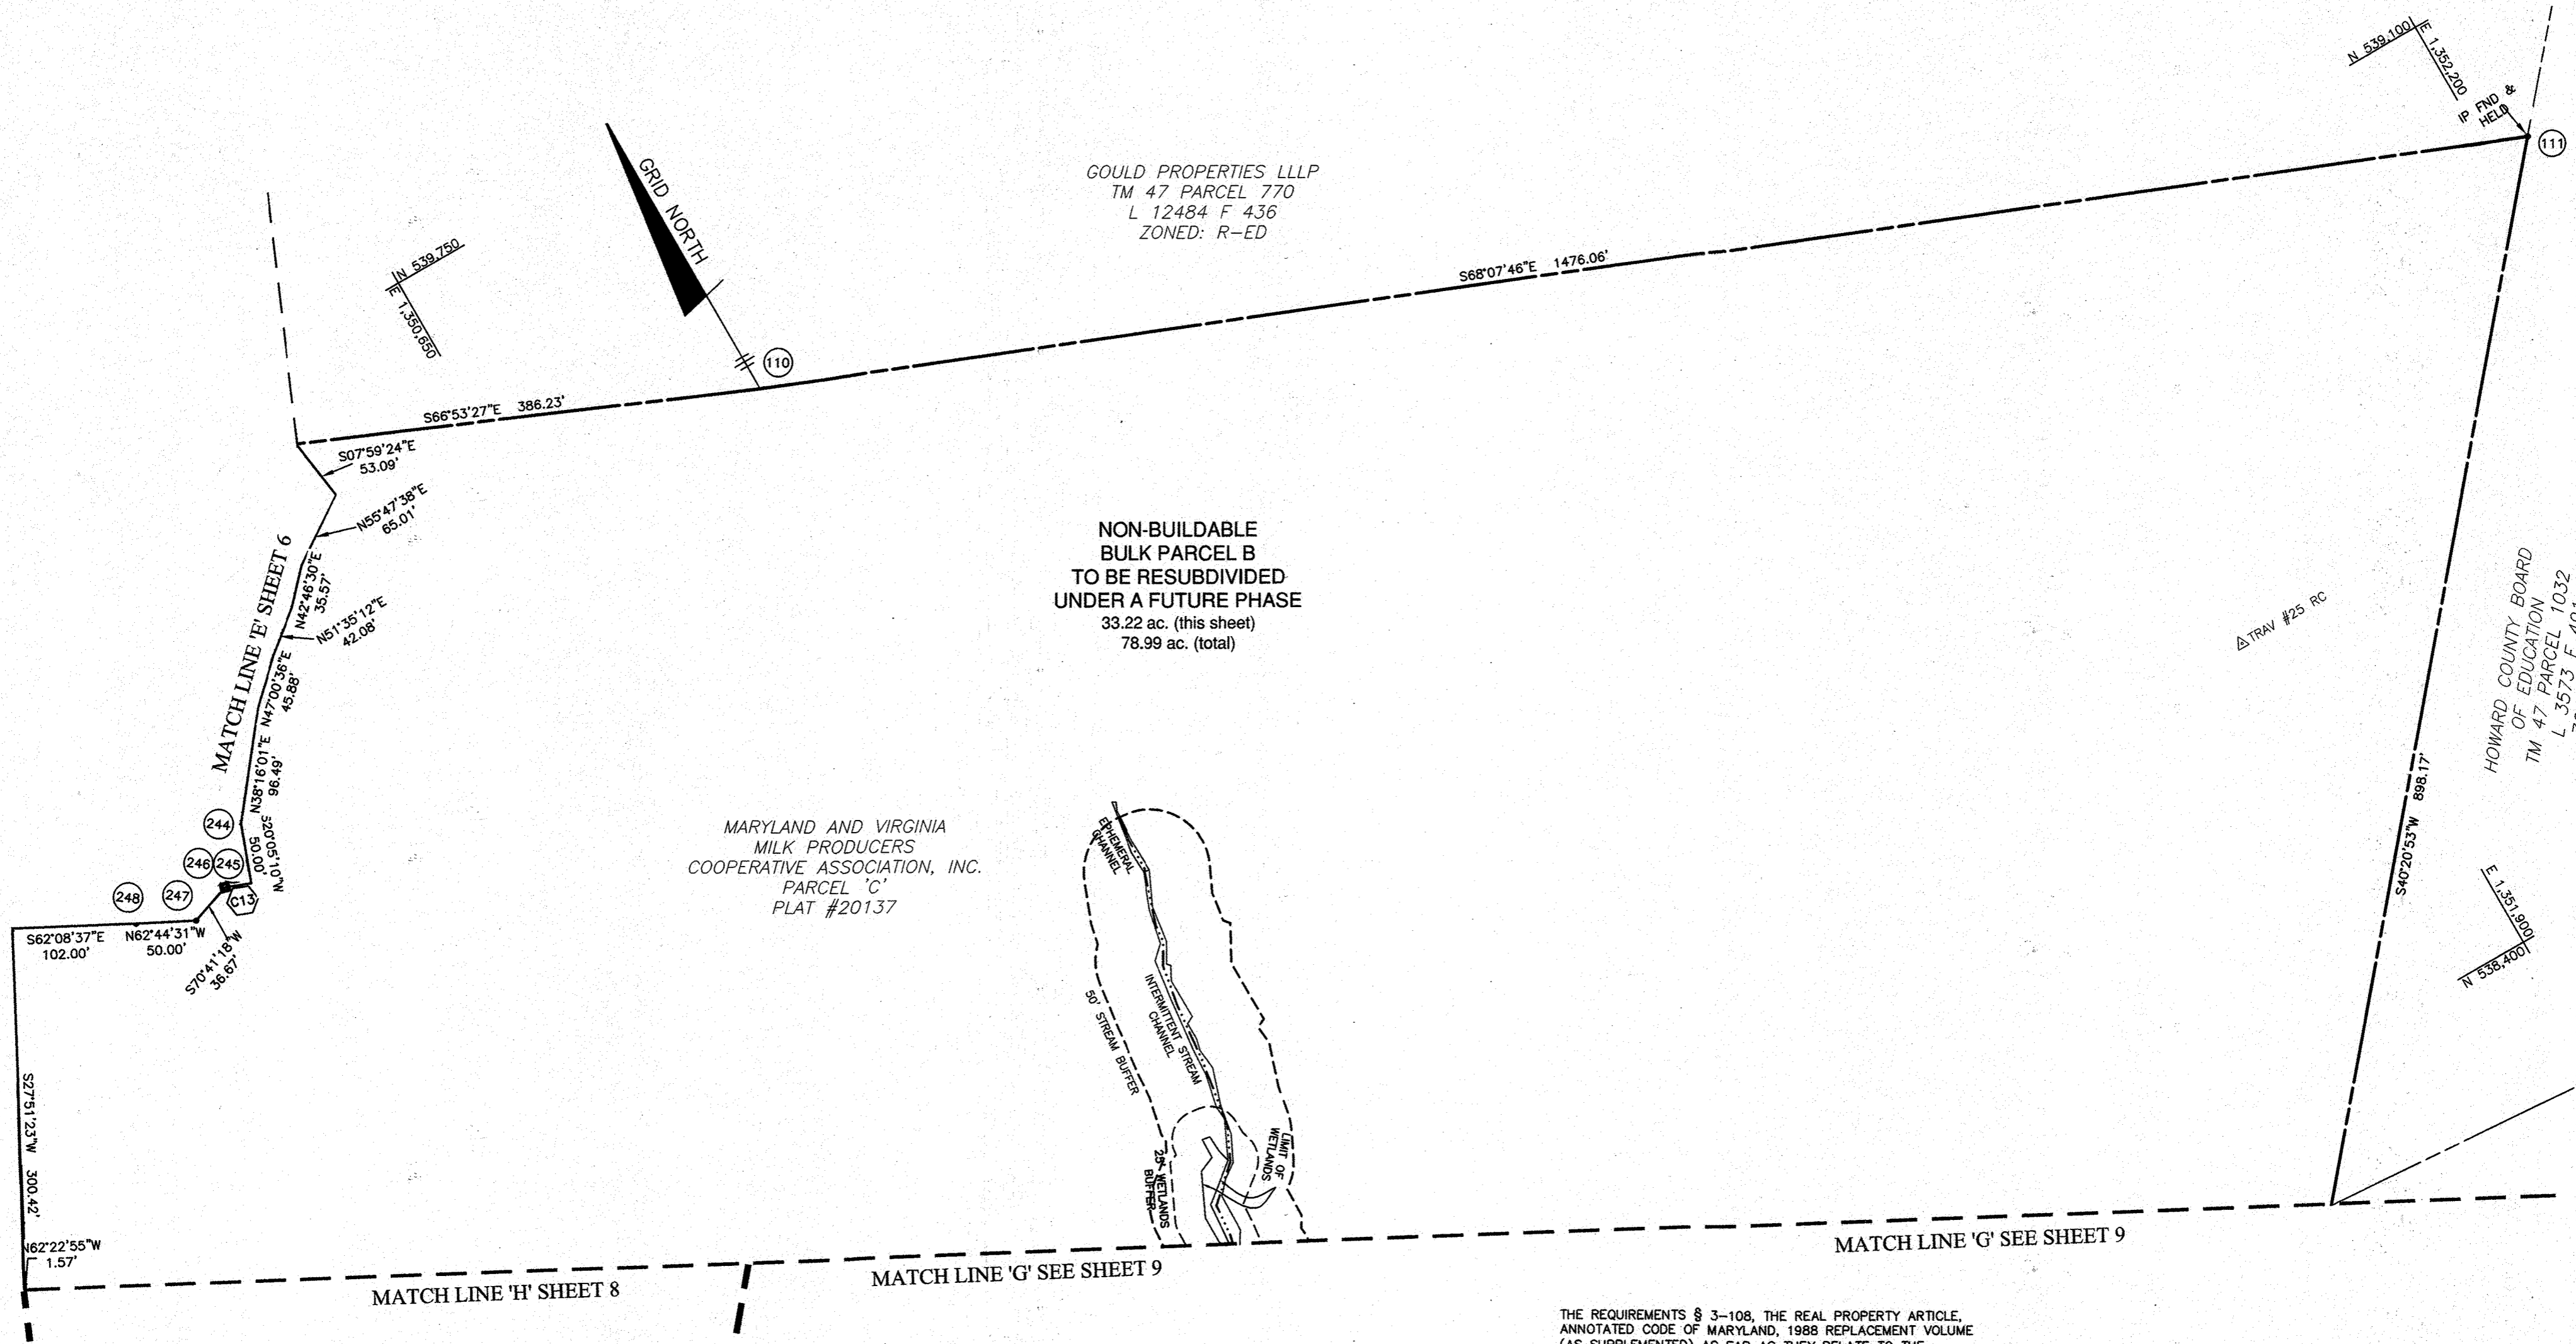 N 539,100
E 1,352,200
IP FND &
HELD
111
GRID NORTH
GOULD PROPERTIES LLLP
TM 47 PARCEL 770
L 12484 F 436
ZONED: R-ED
N 539,750
E 1,350,650
S68°07'46"E 1476.06'
110
S66°53'27"E 386.23'
S07°59'24"E
53.09'
N55°47'38"E
65.01'
MATCH LINE 'E' SHEET 6
N42°46'30"E
35.57'
N51°35'12"E
42.08'
N47°00'36"E
45.88'
N38°16'01"E
96.49'
NON-BUILDABLE
BULK PARCEL B
TO BE RESUBDIVIDED
UNDER A FUTURE PHASE
33.22 ac. (this sheet)
78.99 ac. (total)
TRAV #25 RC
HOWARD COUNTY BOARD
OF EDUCATION
TM 47 PARCEL 1032
L 3573 F
S40°20'53"W 898.17'
244
S20°05'10"W
50.00'
246
245
C13
248
247
S62°08'37"E
102.00'
N62°44'31"W
50.00'
S70°41'18"W
36.67'
MARYLAND AND VIRGINIA
MILK PRODUCERS
COOPERATIVE ASSOCIATION, INC.
PARCEL 'C'
PLAT #20137
EPHEMERAL
CHANNEL
INTERMITTENT STREAM
CHANNEL
50' STREAM BUFFER
LIMIT OF
WETLANDS
25' WETLANDS
BUFFER
E 1,351,900
N 538,400
S27°51'23"W 300.42'
N62°22'55"W
1.57'
MATCH LINE 'H' SHEET 8
MATCH LINE 'G' SEE SHEET 9
MATCH LINE 'G' SEE SHEET 9
THE REQUIREMENTS § 3-108, THE REAL PROPERTY ARTICLE,
ANNOTATED CODE OF MARYLAND, 1988 REPLACEMENT VOLUME
(AS SUPPLEMENTED) AS FAR AS THEY RELATE TO THE